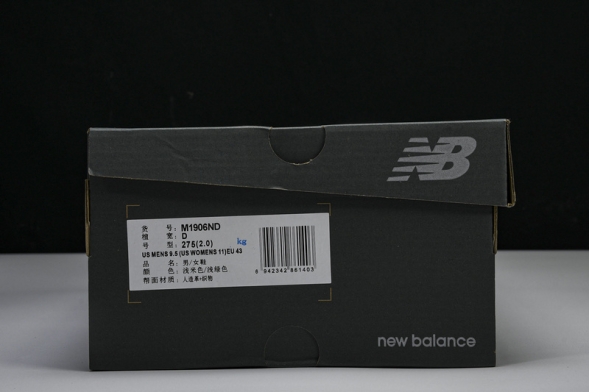 NB
货 号: M1906ND
楦 宽: D
号 型: 275(2.0) kg
US MENS 9.5 (US WOMENS 11)EU 43
品 名: 男/女鞋
颜 色: 浅米色/浅绿色
帮面材质: 人造革+织物
6 942342 861403
new balance